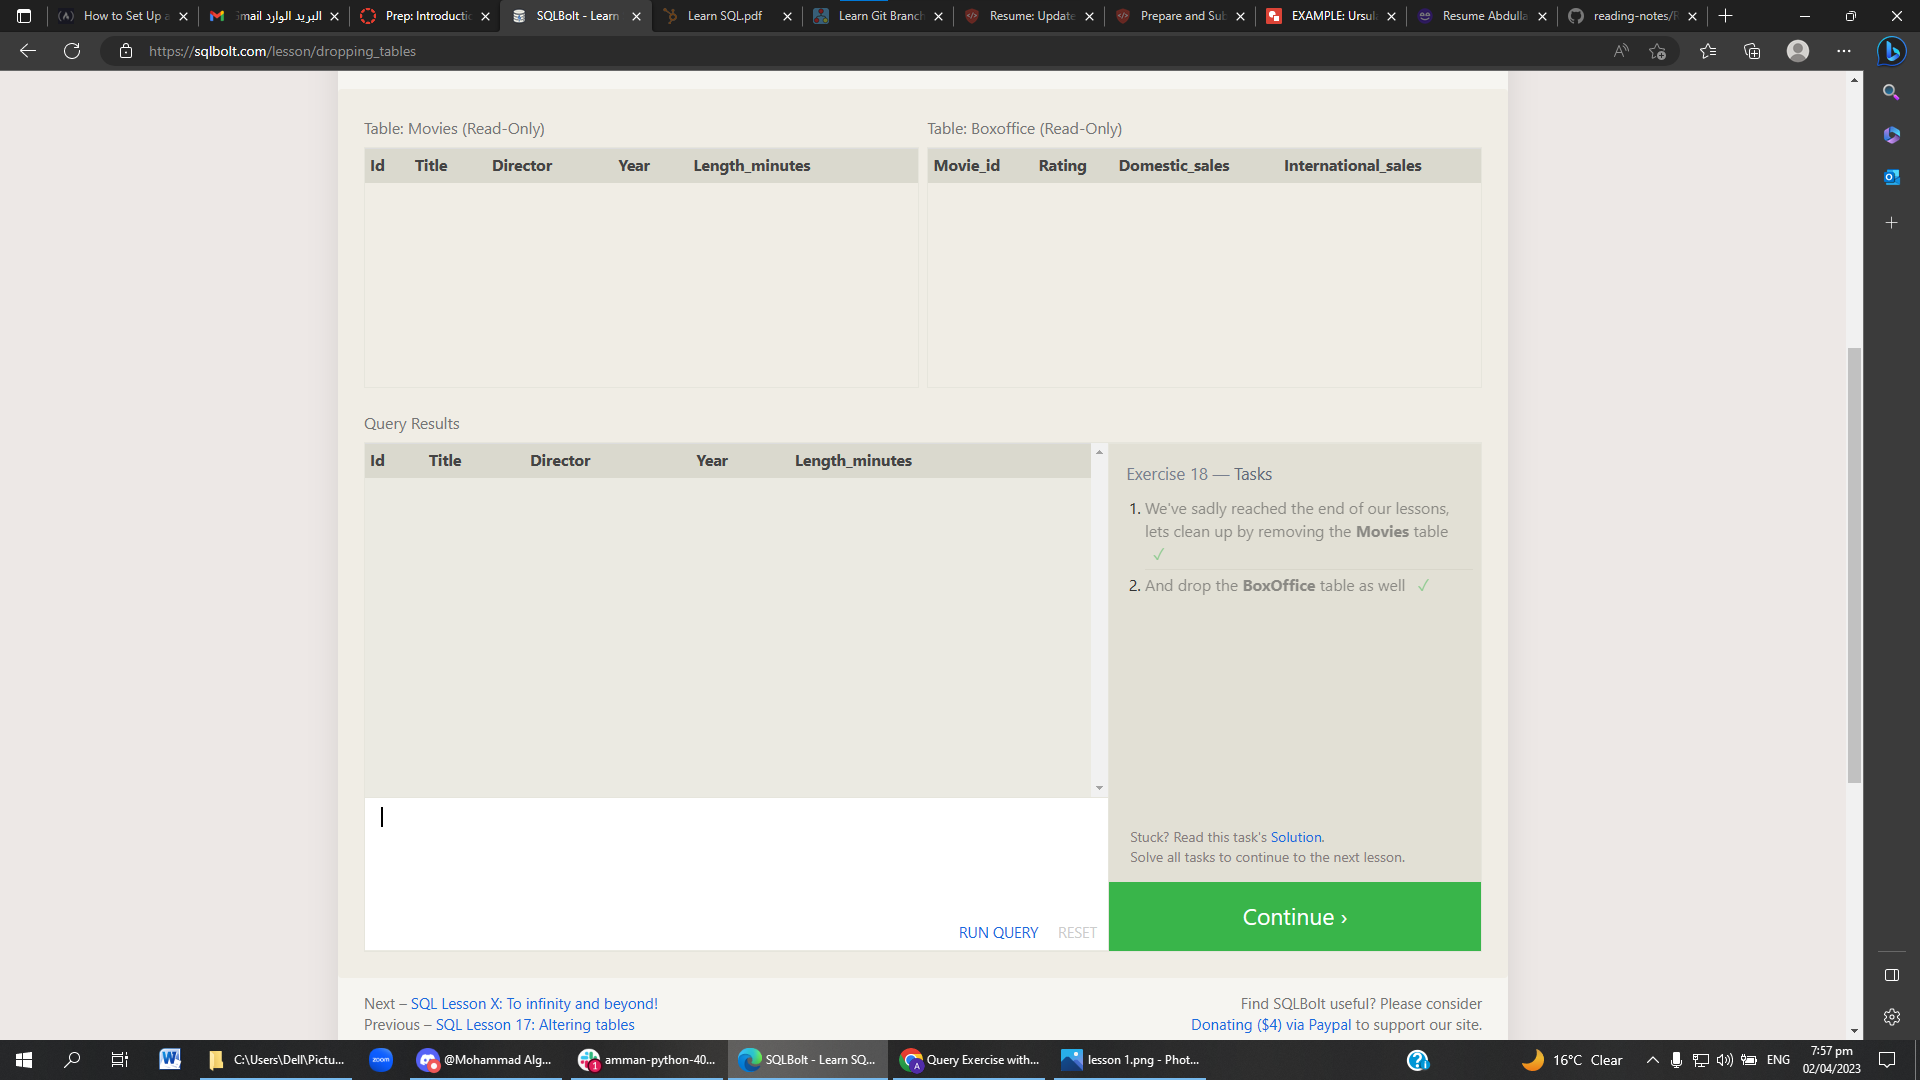 How to Set Up a
Gmail البريد الوارد
Prep: Introductic
SQLBolt - Learn
Learn SQL.pdf
Learn Git Branch
Resume: Update
Prepare and Sub
EXAMPLE: Ursula
Resume Abdulla
reading-notes/R
https://sqlbolt.com/lesson/dropping_tables
Table: Movies (Read-Only)
Id Title Director Year Length_minutes
Table: Boxoffice (Read-Only)
Movie_id Rating Domestic_sales International_sales
Query Results
Id Title Director Year Length_minutes
Exercise 18 — Tasks
1. We've sadly reached the end of our lessons,
lets clean up by removing the Movies table
✓
2. And drop the BoxOffice table as well ✓
Stuck? Read this task's Solution.
Solve all tasks to continue to the next lesson.
RUN QUERY RESET
Continue ›
Next – SQL Lesson X: To infinity and beyond!
Previous – SQL Lesson 17: Altering tables
Find SQLBolt useful? Please consider
Donating ($4) via Paypal to support our site.
C:\Users\Dell\Pictu...
zoom
@Mohammad Alg...
1
amman-python-40...
SQLBolt - Learn SQ...
A
Query Exercise with...
lesson 1.png - Phot...
16°C Clear
ENG
7:57 pm
02/04/2023